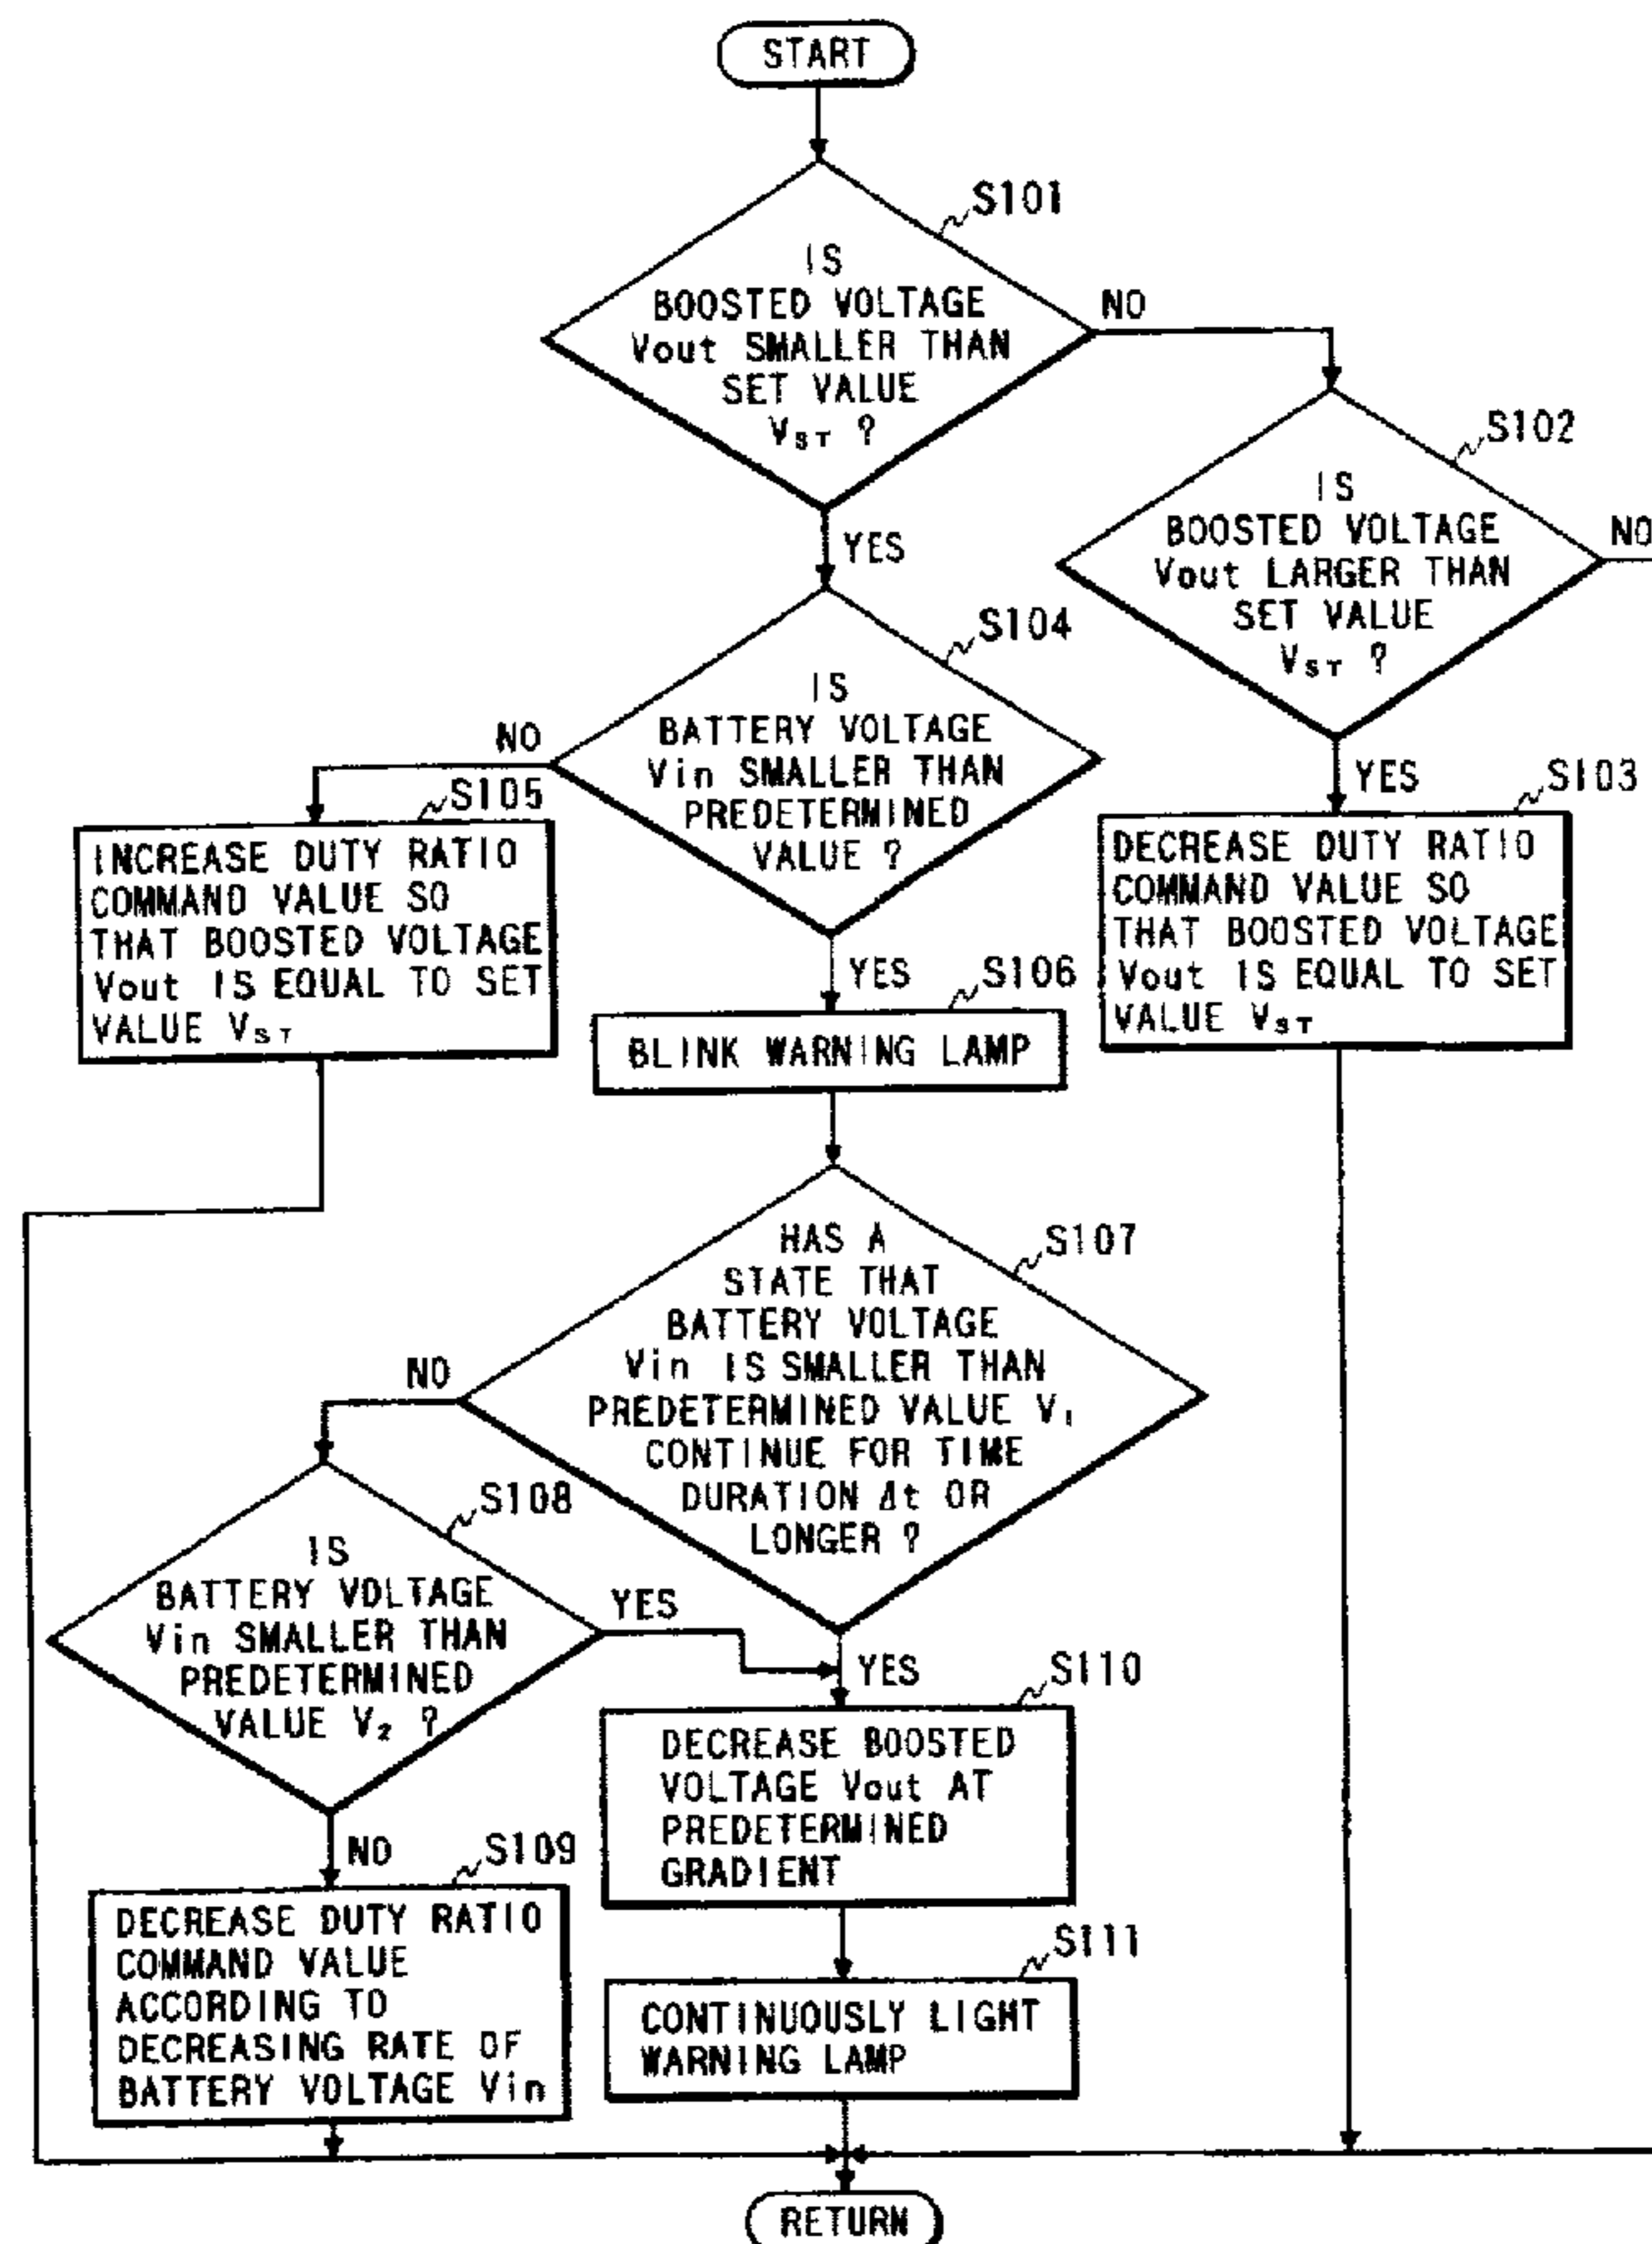 START
S101
IS
BOOSTED VOLTAGE
Vout SMALLER THAN
SET VALUE
VST ?
NO
YES
S102
IS
BOOSTED VOLTAGE
Vout LARGER THAN
SET VALUE
VST ?
NO
YES
S103
DECREASE DUTY RATIO
COMMAND VALUE SO
THAT BOOSTED VOLTAGE
Vout IS EQUAL TO SET
VALUE VST
S104
IS
BATTERY VOLTAGE
Vin SMALLER THAN
PREDETERMINED
VALUE ?
NO
YES
S105
INCREASE DUTY RATIO
COMMAND VALUE SO
THAT BOOSTED VOLTAGE
Vout IS EQUAL TO SET
VALUE VST
S106
BLINK WARNING LAMP
S107
HAS A
STATE THAT
BATTERY VOLTAGE
Vin IS SMALLER THAN
PREDETERMINED VALUE V1
CONTINUE FOR TIME
DURATION Δt OR
LONGER ?
NO
YES
S108
IS
BATTERY VOLTAGE
Vin SMALLER THAN
PREDETERMINED
VALUE V2 ?
YES
NO
S109
DECREASE DUTY RATIO
COMMAND VALUE
ACCORDING TO
DECREASING RATE OF
BATTERY VOLTAGE Vin
S110
DECREASE BOOSTED
VOLTAGE Vout AT
PREDETERMINED
GRADIENT
S111
CONTINUOUSLY LIGHT
WARNING LAMP
RETURN